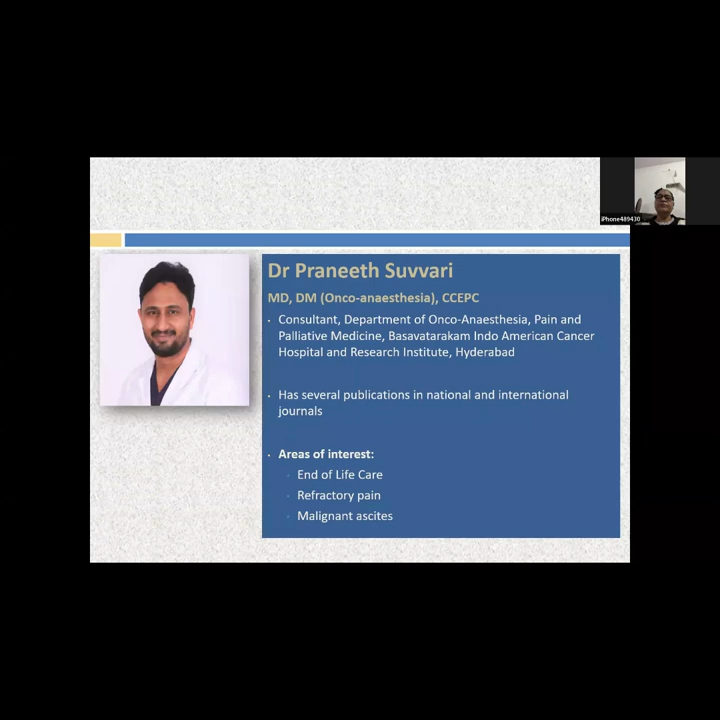 iPhone489430
Dr Praneeth Suvvari
MD, DM (Onco-anaesthesia), CCEPC
· Consultant, Department of Onco-Anaesthesia, Pain and
Palliative Medicine, Basavatarakam Indo American Cancer
Hospital and Research Institute, Hyderabad
· Has several publications in national and international
journals
· Areas of interest:
· End of Life Care
· Refractory pain
· Malignant ascites